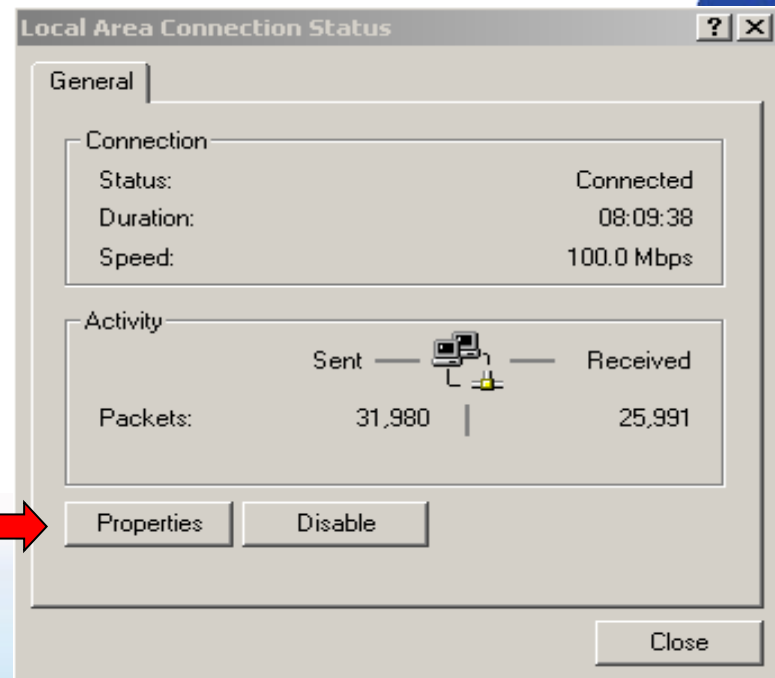 Local Area Connection Status
General
Connection
Status: Connected
Duration: 08:09:38
Speed: 100.0 Mbps
Activity
Sent Received
Packets: 31,980 25,991
Properties Disable
Close